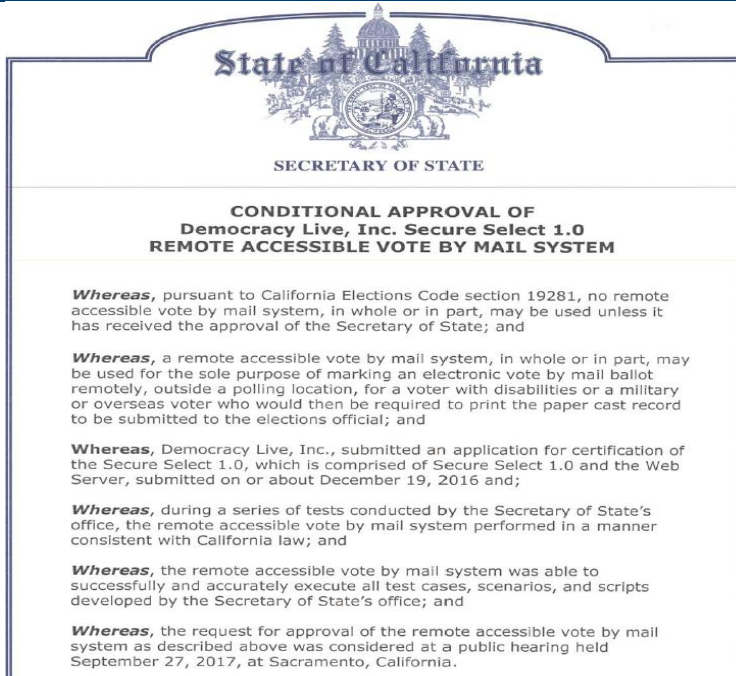 State of California
SECRETARY OF STATE
CONDITIONAL APPROVAL OF
Democracy Live, Inc. Secure Select 1.0
REMOTE ACCESSIBLE VOTE BY MAIL SYSTEM
Whereas, pursuant to California Elections Code section 19281, no remote
accessible vote by mail system, in whole or in part, may be used unless it
has received the approval of the Secretary of State; and
Whereas, a remote accessible vote by mail system, in whole or in part, may
be used for the sole purpose of marking an electronic vote by mail ballot
remotely, outside a polling location, for a voter with disabilities or a military
or overseas voter who would then be required to print the paper cast record
to be submitted to the elections official; and
Whereas, Democracy Live, Inc., submitted an application for certification of
the Secure Select 1.0, which is comprised of Secure Select 1.0 and the Web
Server, submitted on or about December 19, 2016 and;
Whereas, during a series of tests conducted by the Secretary of State's
office, the remote accessible vote by mail system performed in a manner
consistent with California law; and
Whereas, the remote accessible vote by mail system was able to
successfully and accurately execute all test cases, scenarios, and scripts
developed by the Secretary of State's office; and
Whereas, the request for approval of the remote accessible vote by mail
system as described above was considered at a public hearing held
September 27, 2017, at Sacramento, California.